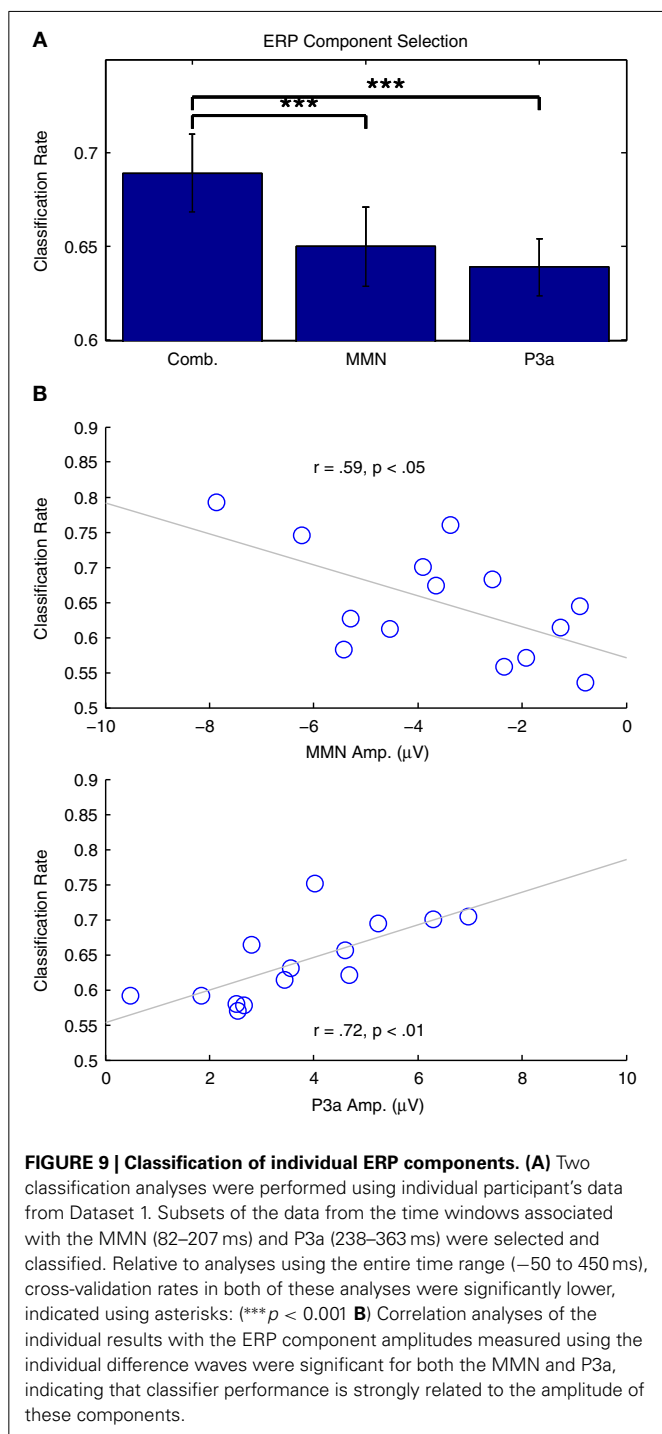 A
ERP Component Selection
***
***
Classification Rate
0.7
0.65
0.6
Comb.
MMN
P3a
B
0.9
0.85
0.8
0.75
0.7
0.65
0.6
0.55
0.5
Classification Rate
r = .59, p < .05
−10
−8
−6
−4
−2
0
MMN Amp. (μV)
0.9
0.8
0.75
0.7
0.65
0.6
0.55
0.5
Classification Rate
r = .72, p < .01
0
2
4
6
8
10
P3a Amp. (μV)
FIGURE 9 | Classification of individual ERP components. (A) Two
classification analyses were performed using individual participant's data
from Dataset 1. Subsets of the data from the time windows associated
with the MMN (82–207 ms) and P3a (238–363 ms) were selected and
classified. Relative to analyses using the entire time range (−50 to 450 ms),
cross-validation rates in both of these analyses were significantly lower,
indicated using asterisks: (***p < 0.001 B) Correlation analyses of the
individual results with the ERP component amplitudes measured using the
individual difference waves were significant for both the MMN and P3a,
indicating that classifier performance is strongly related to the amplitude of
these components.